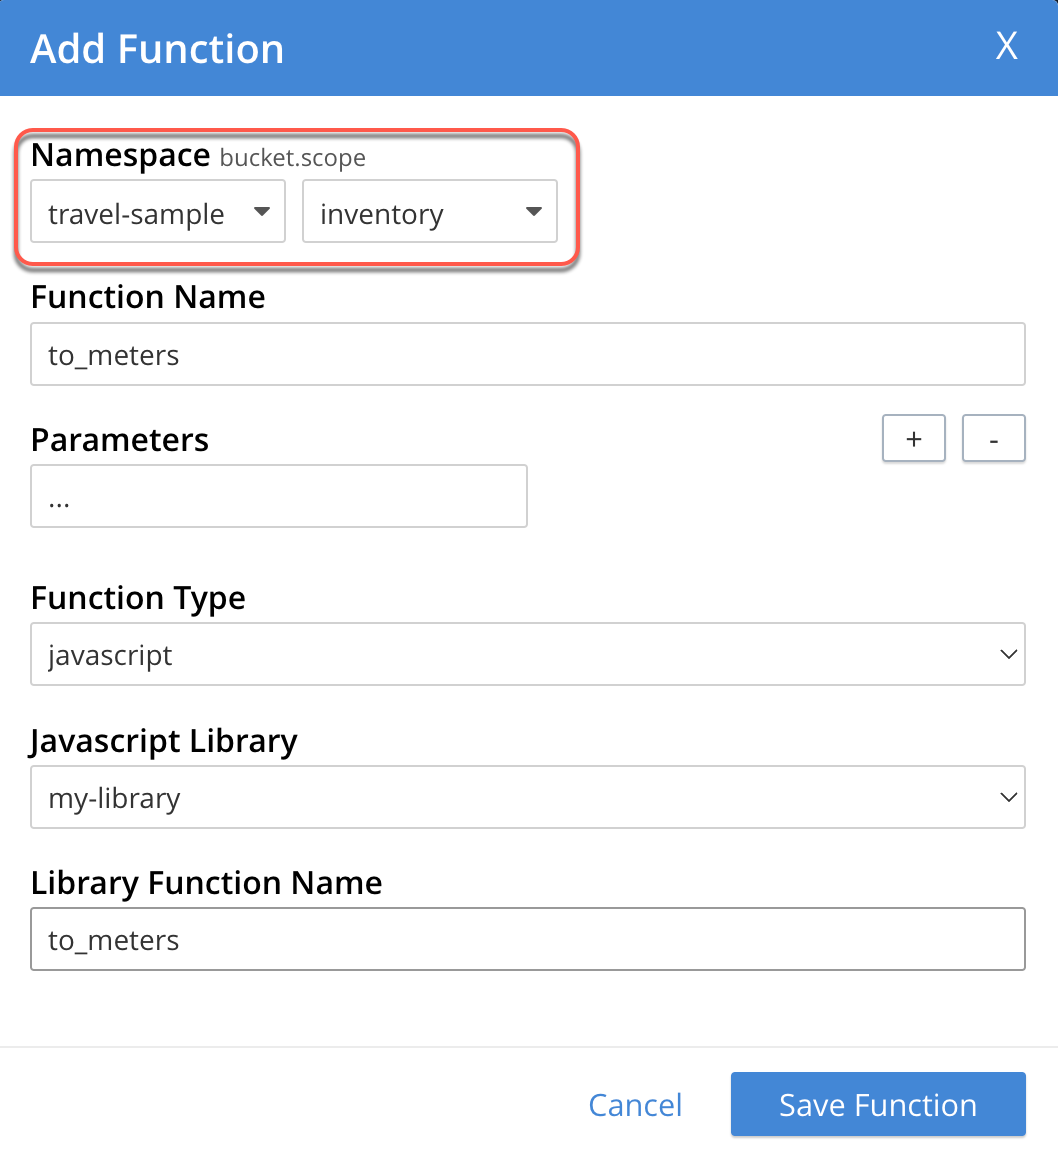 Add Function X
Namespace bucket.scope
travel-sample inventory
Function Name
to_meters
Parameters + -
...
Function Type
javascript
Javascript Library
my-library
Library Function Name
to_meters
Cancel Save Function